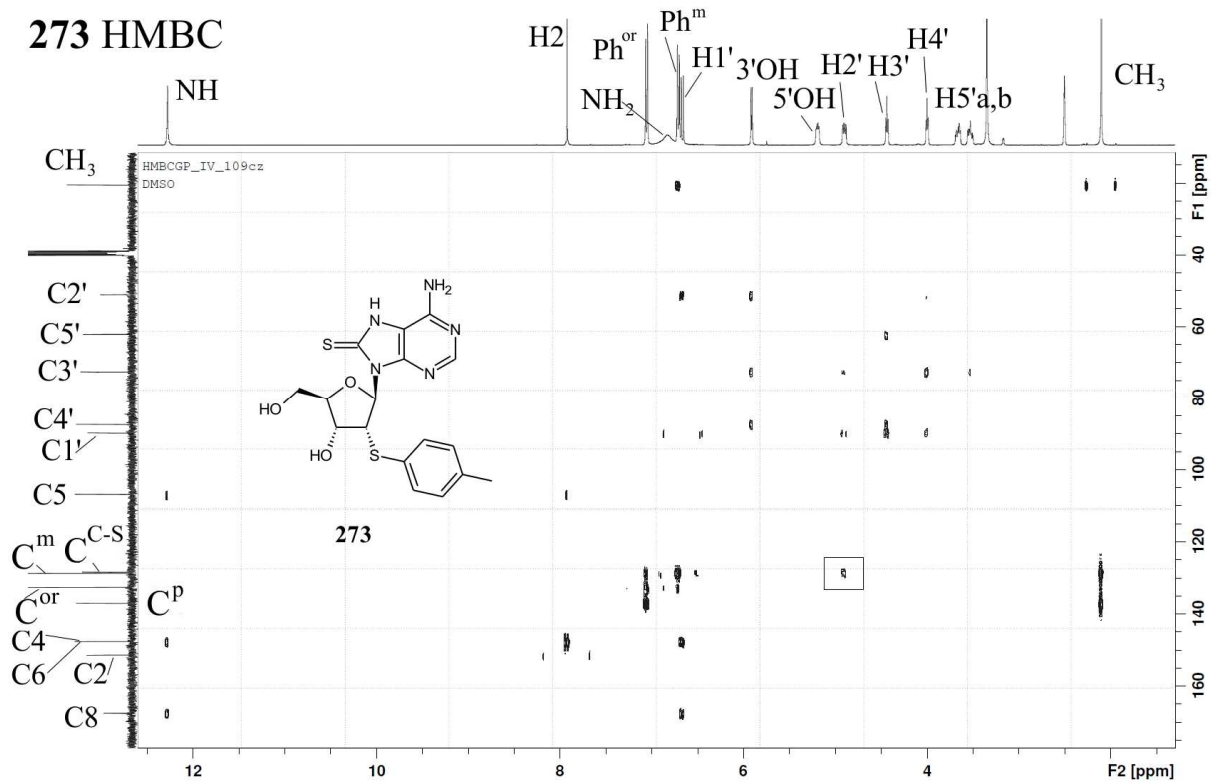 273 HMBC
NH
H2
Ph^or
NH₂
Ph^m
H1'
3'OH
5'OH
H2'
H3'
H4'
H5'a,b
CH₃
HMBCGP_IV_109cz
DMSO
CH₃
C2'
C5'
C3'
C4'
C1'
C5
C^C-S
C^m
C^or
C^p
C4
C6
C2
C8
NH₂
H
N
N
S
N
N
O
HO
HO
S
273
F1 [ppm]
40
60
80
100
120
140
160
12
10
8
6
4
F2 [ppm]